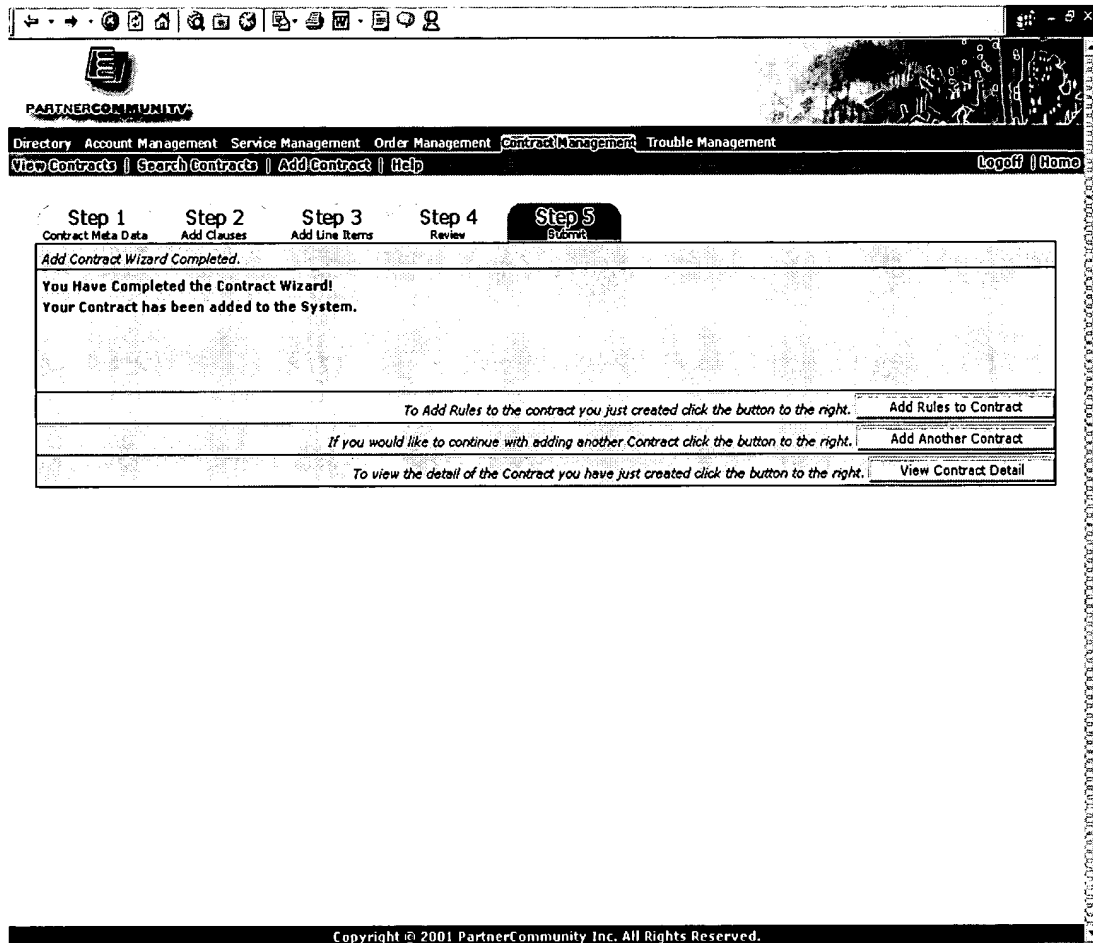 PARTNERCOMMUNITY
Directory Account Management Service Management Order Management Contract Management Trouble Management
View Contracts | Search Contracts | Add Contract | Help Logoff | Home
Step 1 Step 2 Step 3 Step 4 Step 5
Contract Meta Data Add Clauses Add Line Items Review Submit
Add Contract Wizard Completed.
You Have Completed the Contract Wizard!
Your Contract has been added to the System.
To Add Rules to the contract you just created click the button to the right. Add Rules to Contract
If you would like to continue with adding another Contract click the button to the right. Add Another Contract
To view the detail of the Contract you have just created click the button to the right. View Contract Detail
Copyright © 2001 PartnerCommunity Inc. All Rights Reserved.